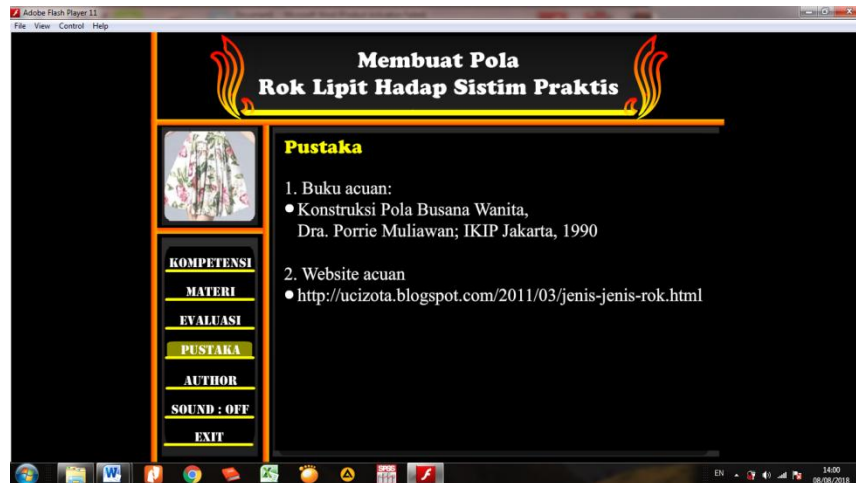 Adobe Flash Player 11
File View Control Help
Membuat Pola
Rok Lipit Hadap Sistim Praktis
KOMPETENSI
MATERI
EVALUASI
PUSTAKA
AUTHOR
SOUND : OFF
EXIT
Pustaka
1. Buku acuan:
● Konstruksi Pola Busana Wanita,
Dra. Porrie Muliawan; IKIP Jakarta, 1990
2. Website acuan
● http://ucizota.blogspot.com/2011/03/jenis-jenis-rok.html
SPSS
EN
14:00
08/08/2018